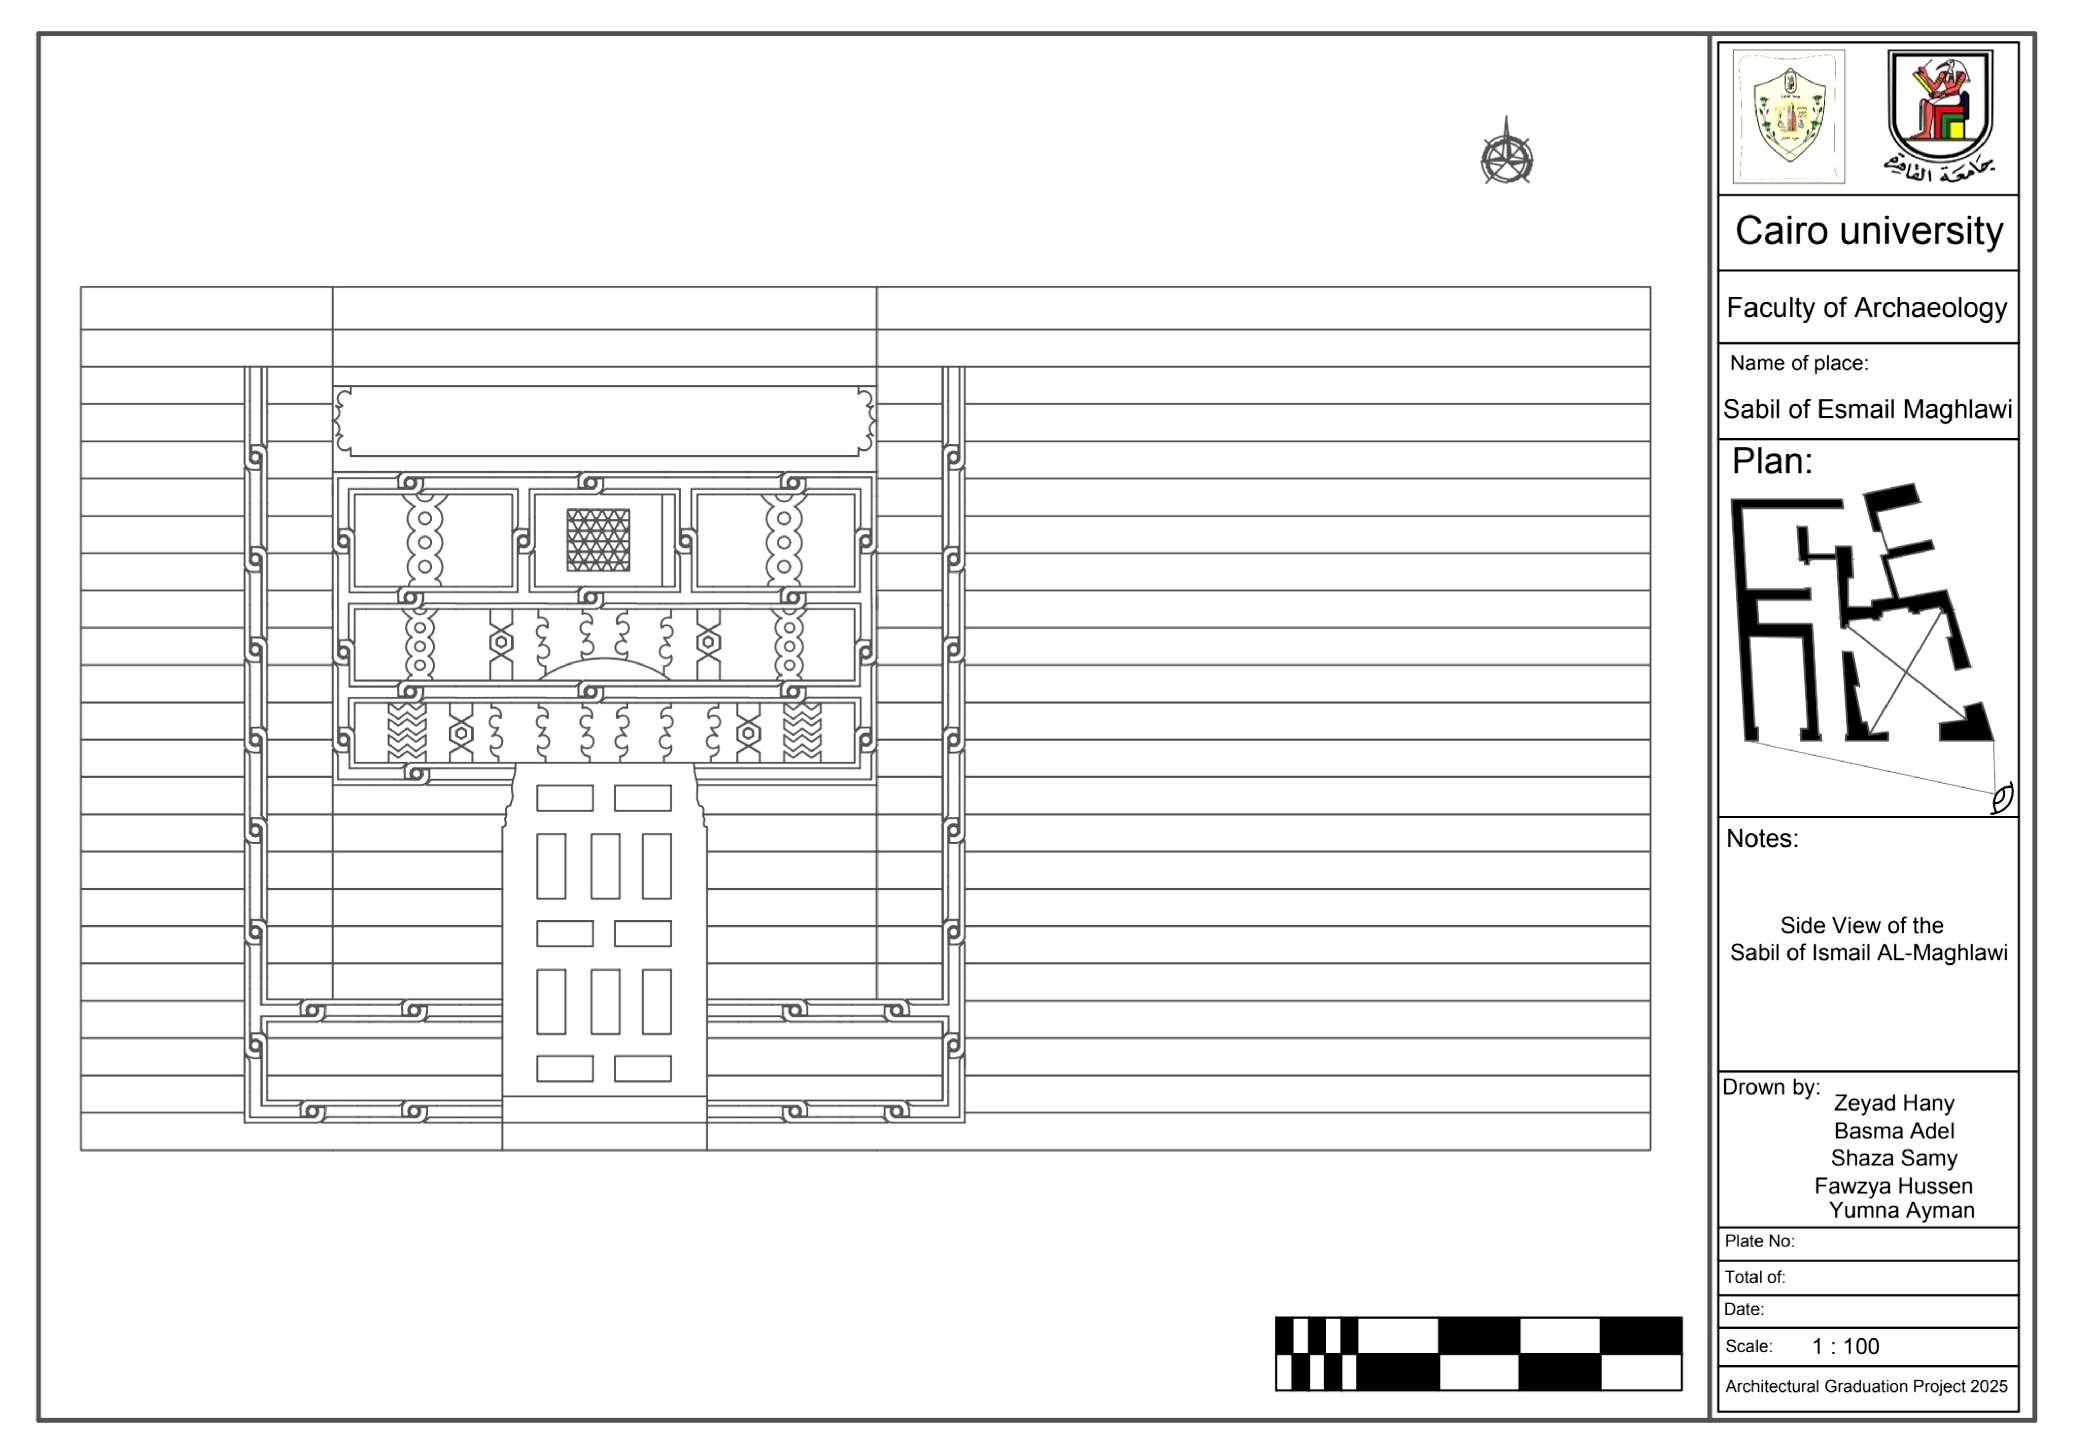 جامعة القاهرة
Cairo university
Faculty of Archaeology
Name of place:
Sabil of Esmail Maghlawi
Plan:
Notes:
Side View of the
Sabil of Ismail AL-Maghlawi
Drown by:
Zeyad Hany
Basma Adel
Shaza Samy
Fawzya Hussen
Yumna Ayman
Plate No:
Total of:
Date:
Scale: 1 : 100
Architectural Graduation Project 2025